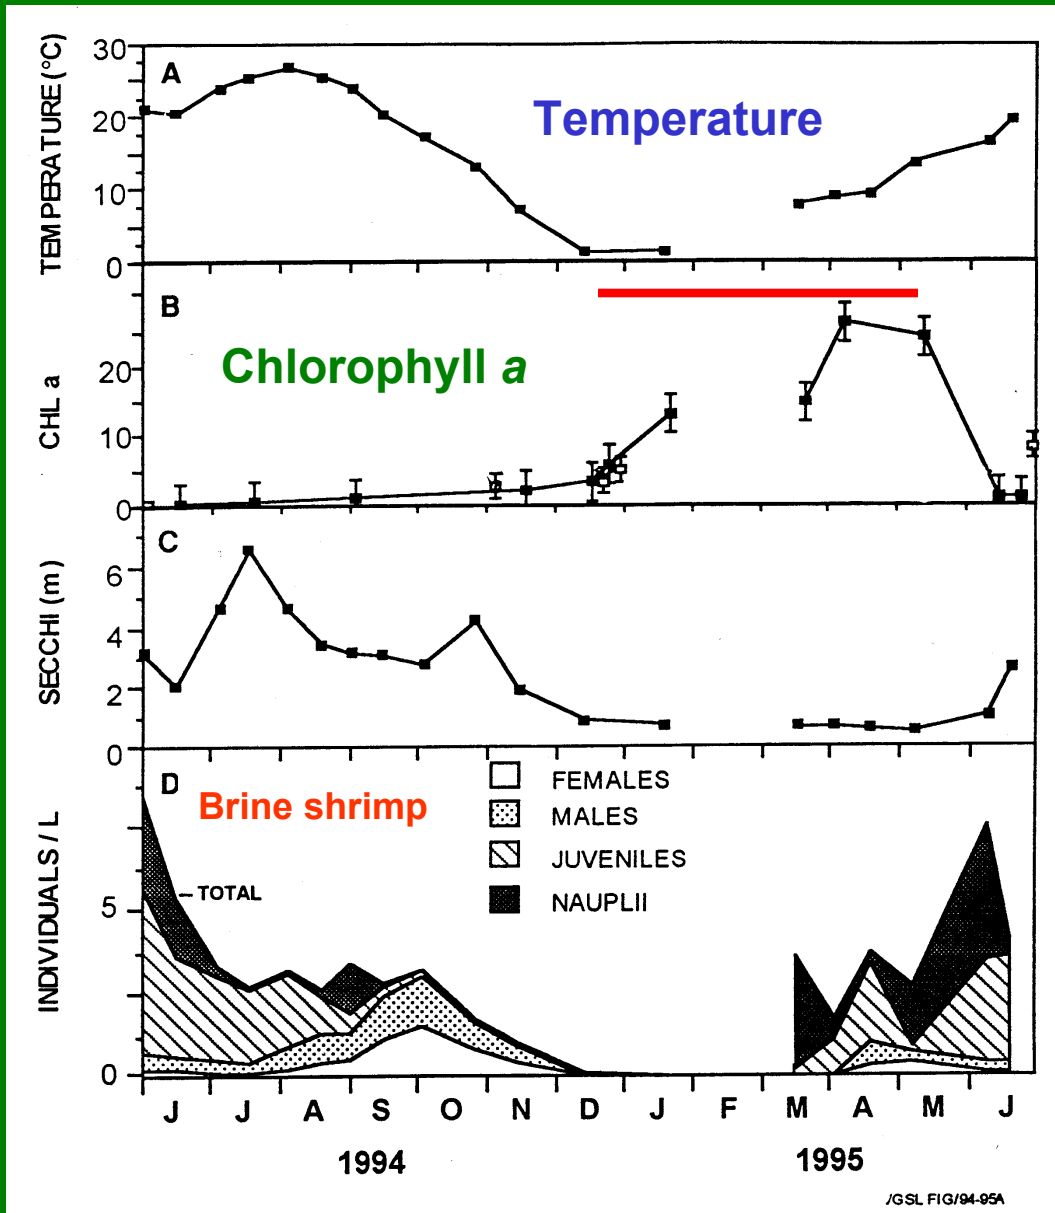 TEMPERATURE (°C)
30
20
10
0
A
Temperature
CHL a
20
10
0
B
Chlorophyll a
SECCHI (m)
6
4
2
0
C
INDIVIDUALS / L
5
0
D
Brine shrimp
TOTAL
FEMALES
MALES
JUVENILES
NAUPLII
J J A S O N D J F M A M J
1994 1995
/GSL FIG/94-95A